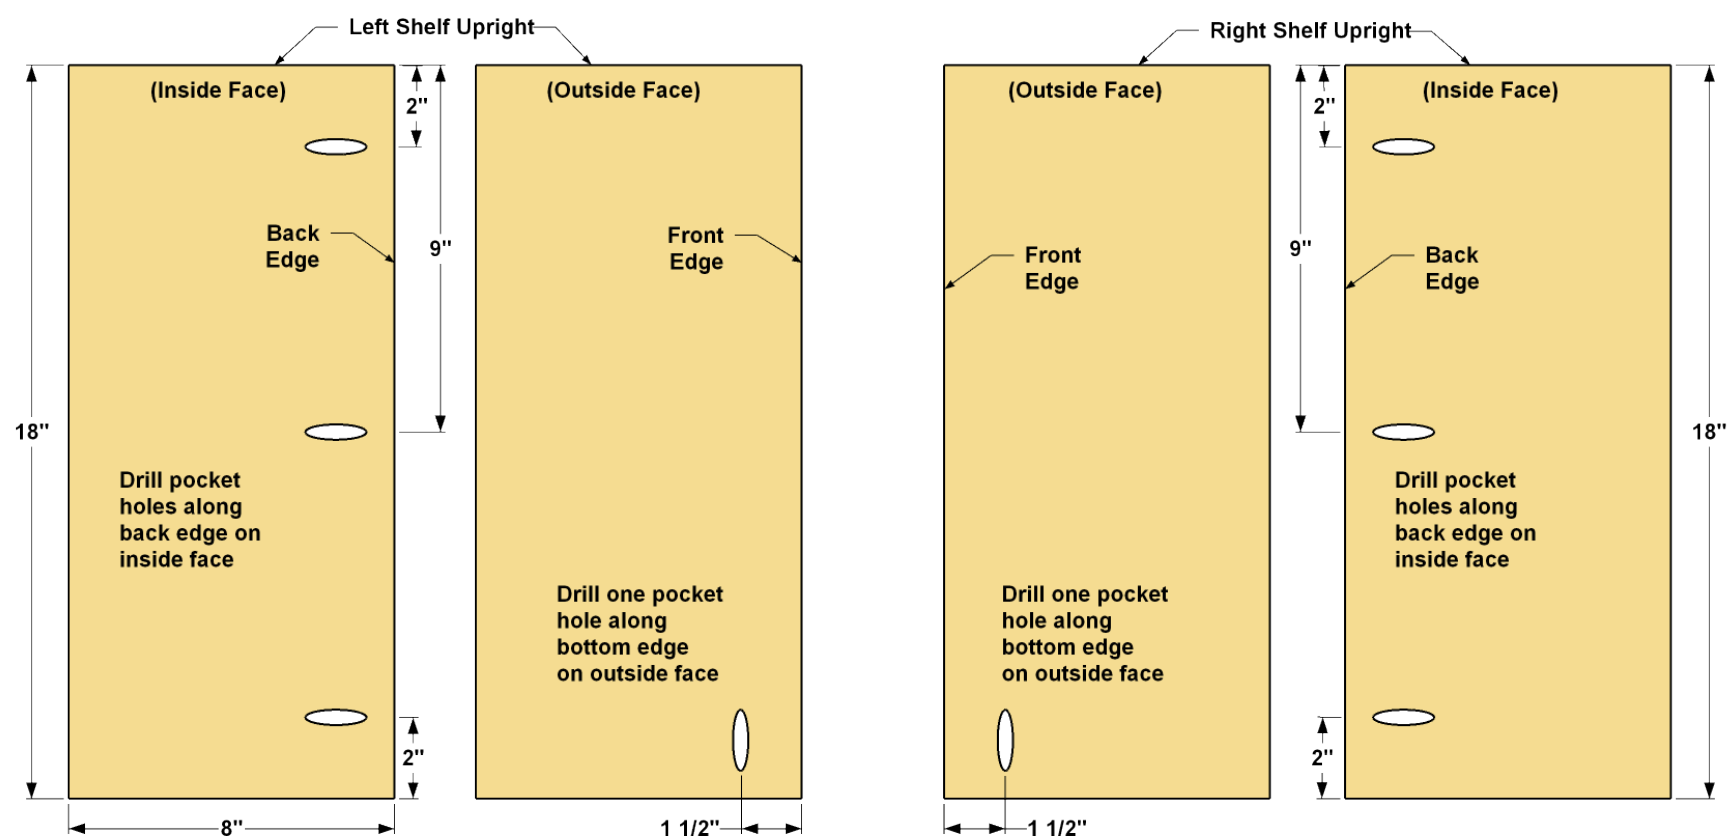 Left Shelf Upright
Right Shelf Upright
(Inside Face)
2"
(Outside Face)
(Outside Face)
2"
(Inside Face)
Back
Edge
9"
Front
Edge
Front
Edge
9"
Back
Edge
18"
18"
Drill pocket
holes along
back edge on
inside face
Drill pocket
holes along
back edge on
inside face
Drill one pocket
hole along
bottom edge
on outside face
Drill one pocket
hole along
bottom edge
on outside face
2"
2"
8"
1 1/2"
1 1/2"